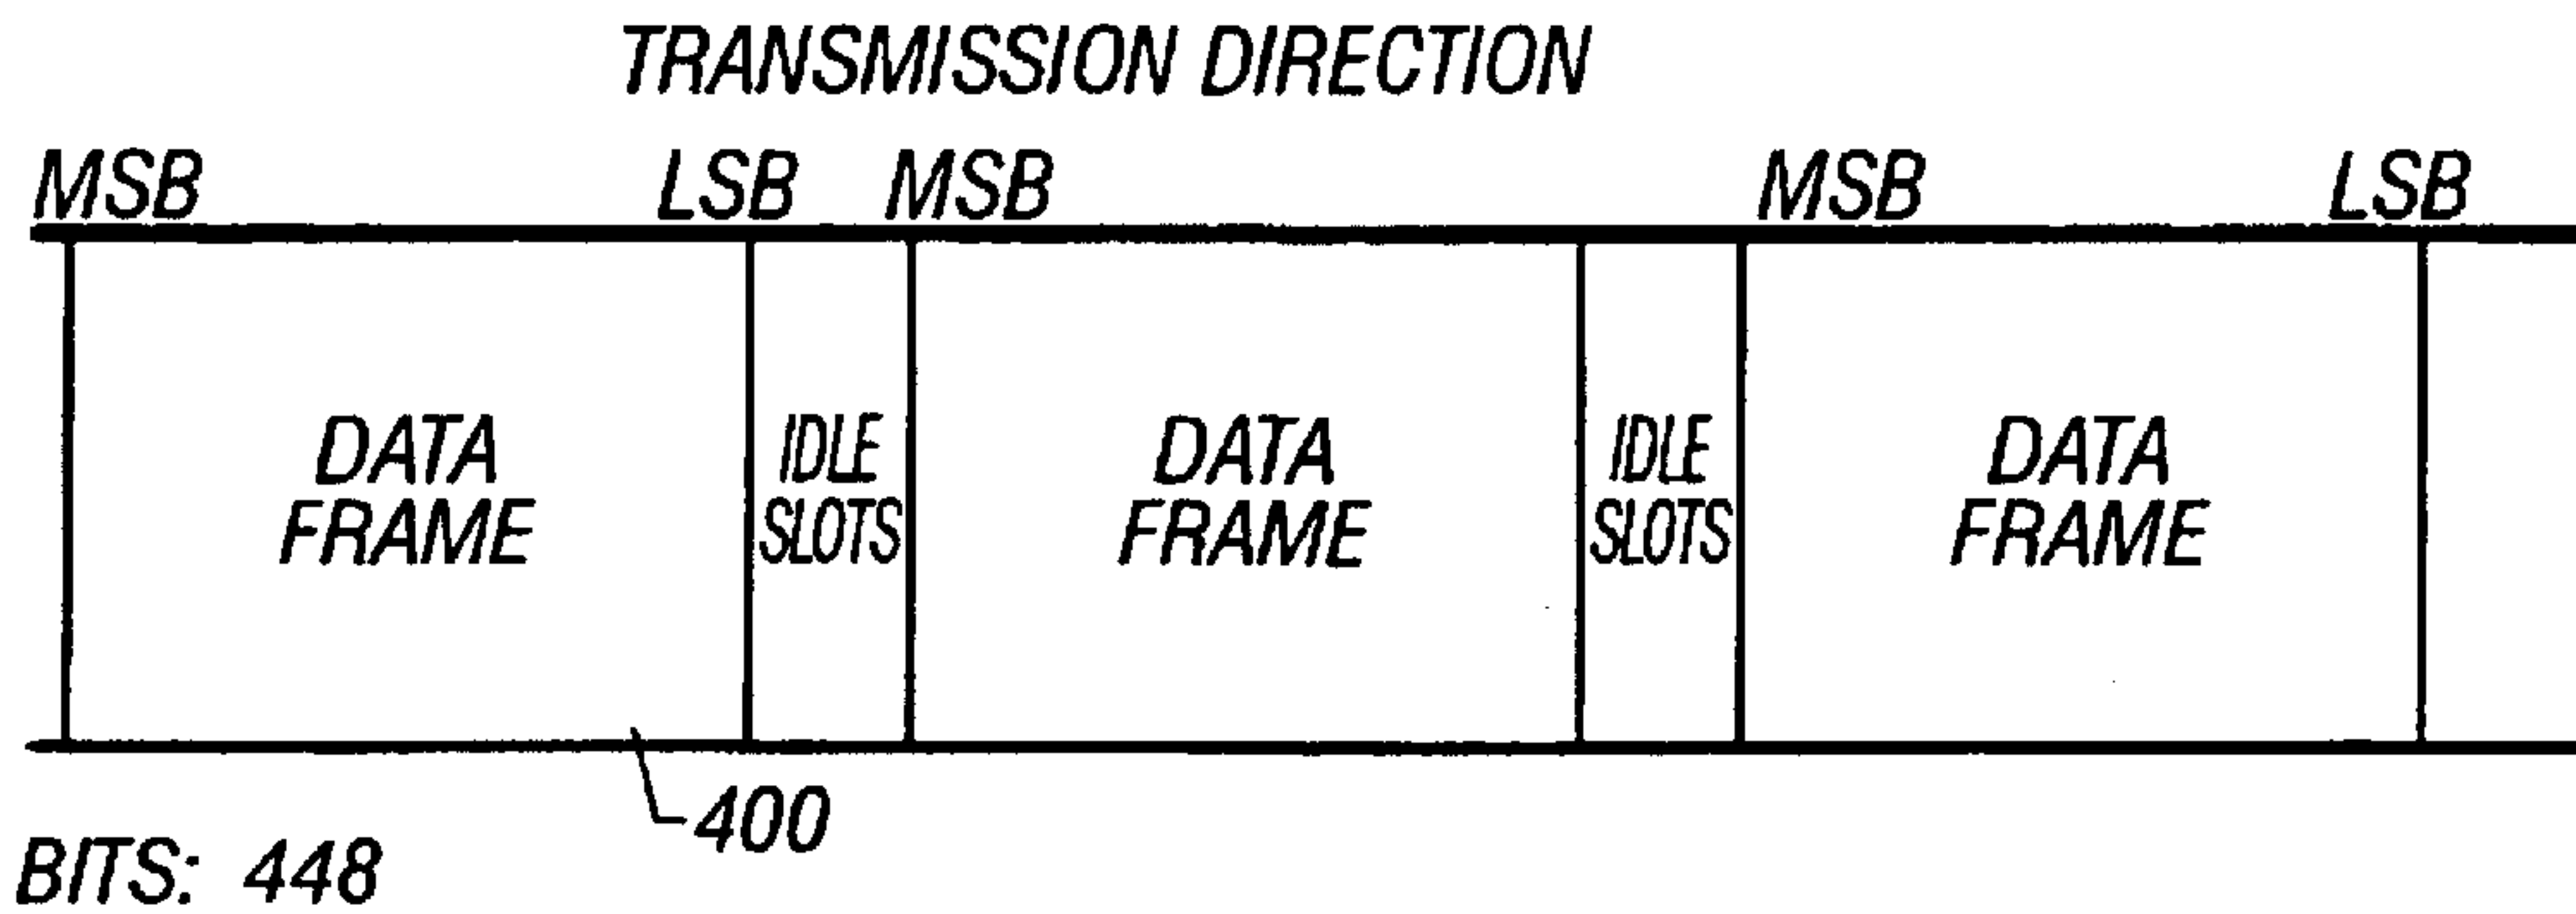 TRANSMISSION DIRECTION
MSB LSB MSB MSB LSB
DATA FRAME
IDLE SLOTS
DATA FRAME
IDLE SLOTS
DATA FRAME
400
BITS: 448